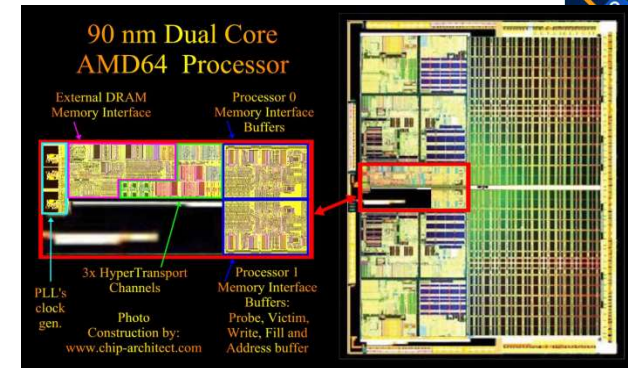 90 nm Dual Core
AMD64 Processor
External DRAM
Memory Interface
Processor 0
Memory Interface
Buffers
3x HyperTransport
Channels
PLL's
clock
gen.
Photo
Construction by:
www.chip-architect.com
Processor 1
Memory Interface
Buffers:
Probe, Victim,
Write, Fill and
Address buffer